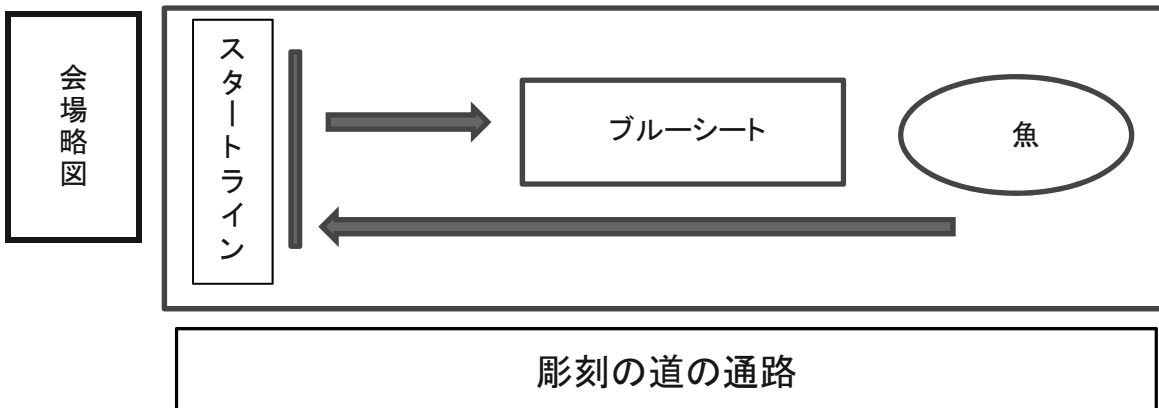 会場略図
スタートライン
ブルーシート
魚
彫刻の道の通路